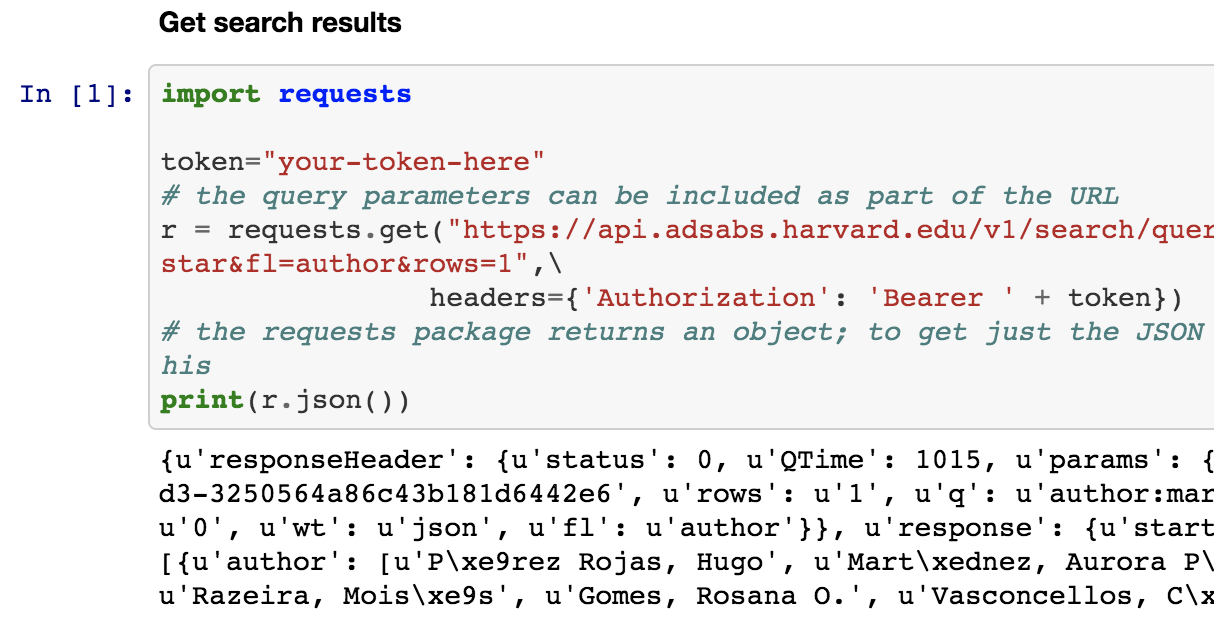 Get search results
In [1]: import requests
token="your-token-here"
# the query parameters can be included as part of the URL
r = requests.get("https://api.adsabs.harvard.edu/v1/search/quer
star&fl=author&rows=1",\
headers={'Authorization': 'Bearer ' + token})
# the requests package returns an object; to get just the JSON
his
print(r.json())
{u'responseHeader': {u'status': 0, u'QTime': 1015, u'params': {
d3-3250564a86c43b181d6442e6', u'rows': u'1', u'q': u'author:mar
u'0', u'wt': u'json', u'fl': u'author'}}, u'response': {u'start
[{u'author': [u'P\xe9rez Rojas, Hugo', u'Mart\xednez, Aurora P\
u'Razeira, Mois\xe9s', u'Gomes, Rosana O.', u'Vasconcellos, C\x